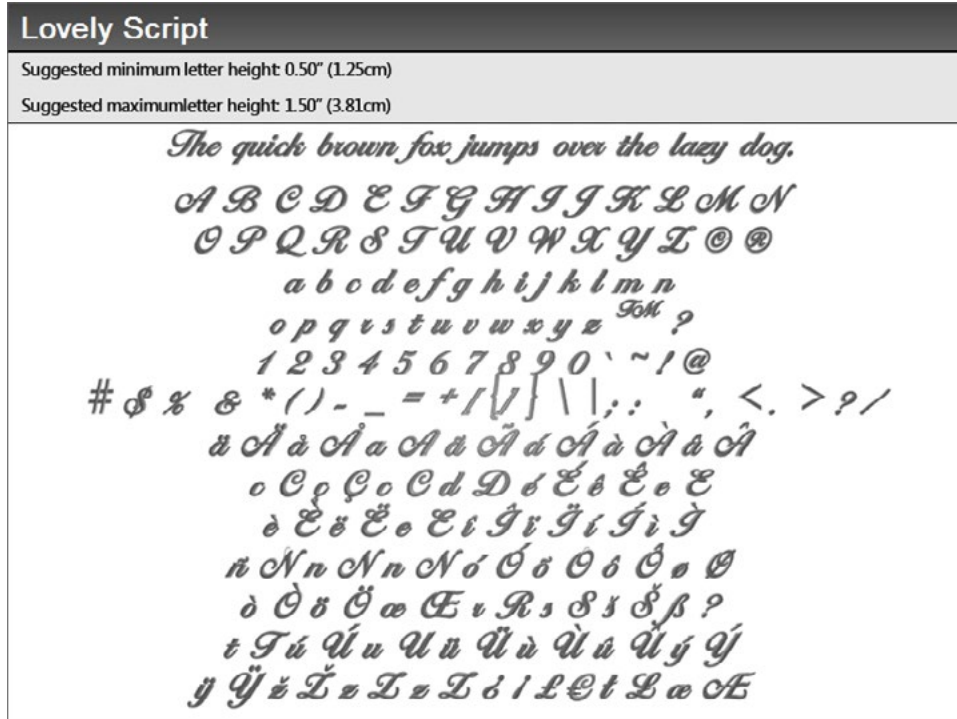 Lovely Script
Suggested minimum letter height: 0.50" (1.25cm)
Suggested maximumletter height: 1.50" (3.81cm)
The quick brown fox jumps over the lazy dog.
A B C D E F G H I J K L M N
O P Q R S T U V W X Y Z © ®
a b c d e f g h i j k l m n
o p q r s t u v w x y z ™ ?
1 2 3 4 5 6 7 8 9 0 ` ~ ! @
# $ % & * ( ) - _ = + [ { ] } \ | ; : “ , < . > ? /
ä Ä å Å a A ã Ã á Á à À â Â
c C ç Ç c C d D é É ê Ê e E
è È ë Ë e E î Î ï Ï í Í ì Ì
ñ N n N n N ó Ó õ O ô Ô ø Ø
ò Ò ö Ö œ Œ r R s S š Š ß ?
t T ú Ú u U ü Ü ù Ù û Û ý Ý
ÿ Ÿ ž Ž z Z z Z ¿ ¡ £ € ł L æ Æ